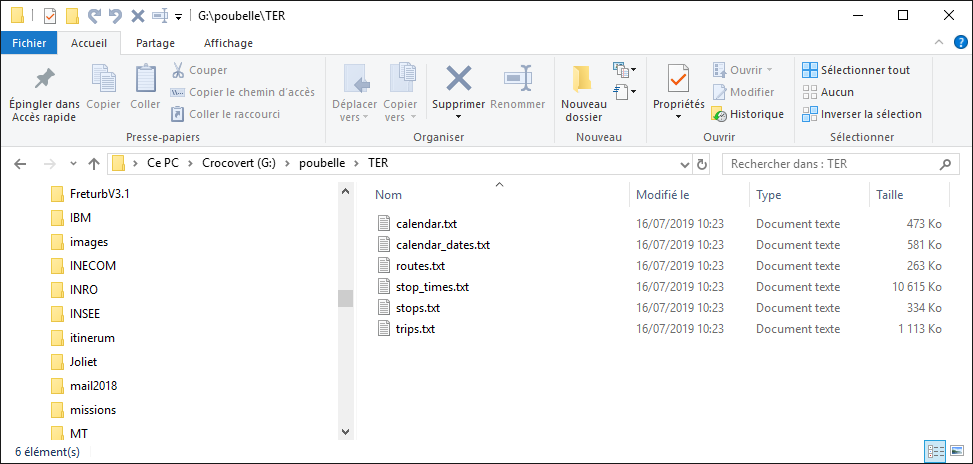 G:\poubelle\TER
Fichier Accueil Partage Affichage
Épingler dans Accès rapide
Copier
Coller
Couper
Copier le chemin d'accès
Coller le raccourci
Presse-papiers
Déplacer vers
Copier vers
Supprimer
Renommer
Organiser
Nouveau dossier
Nouveau
Propriétés
Ouvrir
Modifier
Historique
Ouvrir
Sélectionner tout
Aucun
Inverser la sélection
Sélectionner
Ce PC > Crocovert (G:) > poubelle > TER
Rechercher dans : TER
FreturbV3.1
IBM
images
INECOM
INRO
INSEE
itinerum
Joliet
mail2018
missions
MT
Nom Modifié le Type Taille
calendar.txt 16/07/2019 10:23 Document texte 473 Ko
calendar_dates.txt 16/07/2019 10:23 Document texte 581 Ko
routes.txt 16/07/2019 10:23 Document texte 263 Ko
stop_times.txt 16/07/2019 10:23 Document texte 10 615 Ko
stops.txt 16/07/2019 10:23 Document texte 334 Ko
trips.txt 16/07/2019 10:23 Document texte 1 113 Ko
6 élément(s)